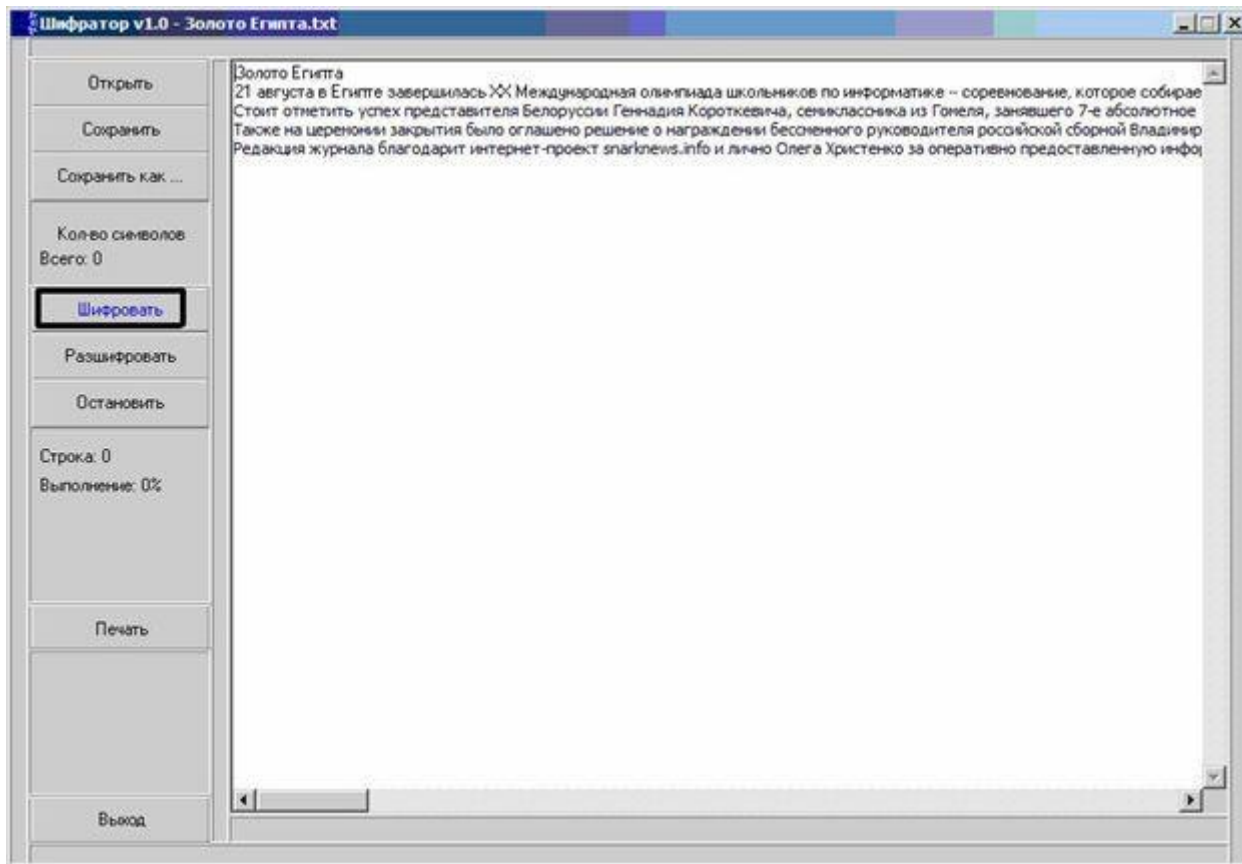 Шифратор v1.0 - Золото Египта.txt
Открыть
Сохранить
Сохранить как ...
Кол-во символов
Всего: 0
Шифровать
Разшифровать
Остановить
Строка: 0
Выполнение: 0%
Печать
Выход
Золото Египта
21 августа в Египте завершилась XX Международная олимпиада школьников по информатике – соревнование, которое собирае
Стоит отметить успех представителя Белоруссии Геннадия Короткевича, семиклассника из Гомеля, занявшего 7-е абсолютное
Также на церемонии закрытия было оглашено решение о награждении бессменного руководителя российской сборной Владимир
Редакция журнала благодарит интернет-проект snarknews.info и лично Олега Христенко за оперативно предоставленную инфор